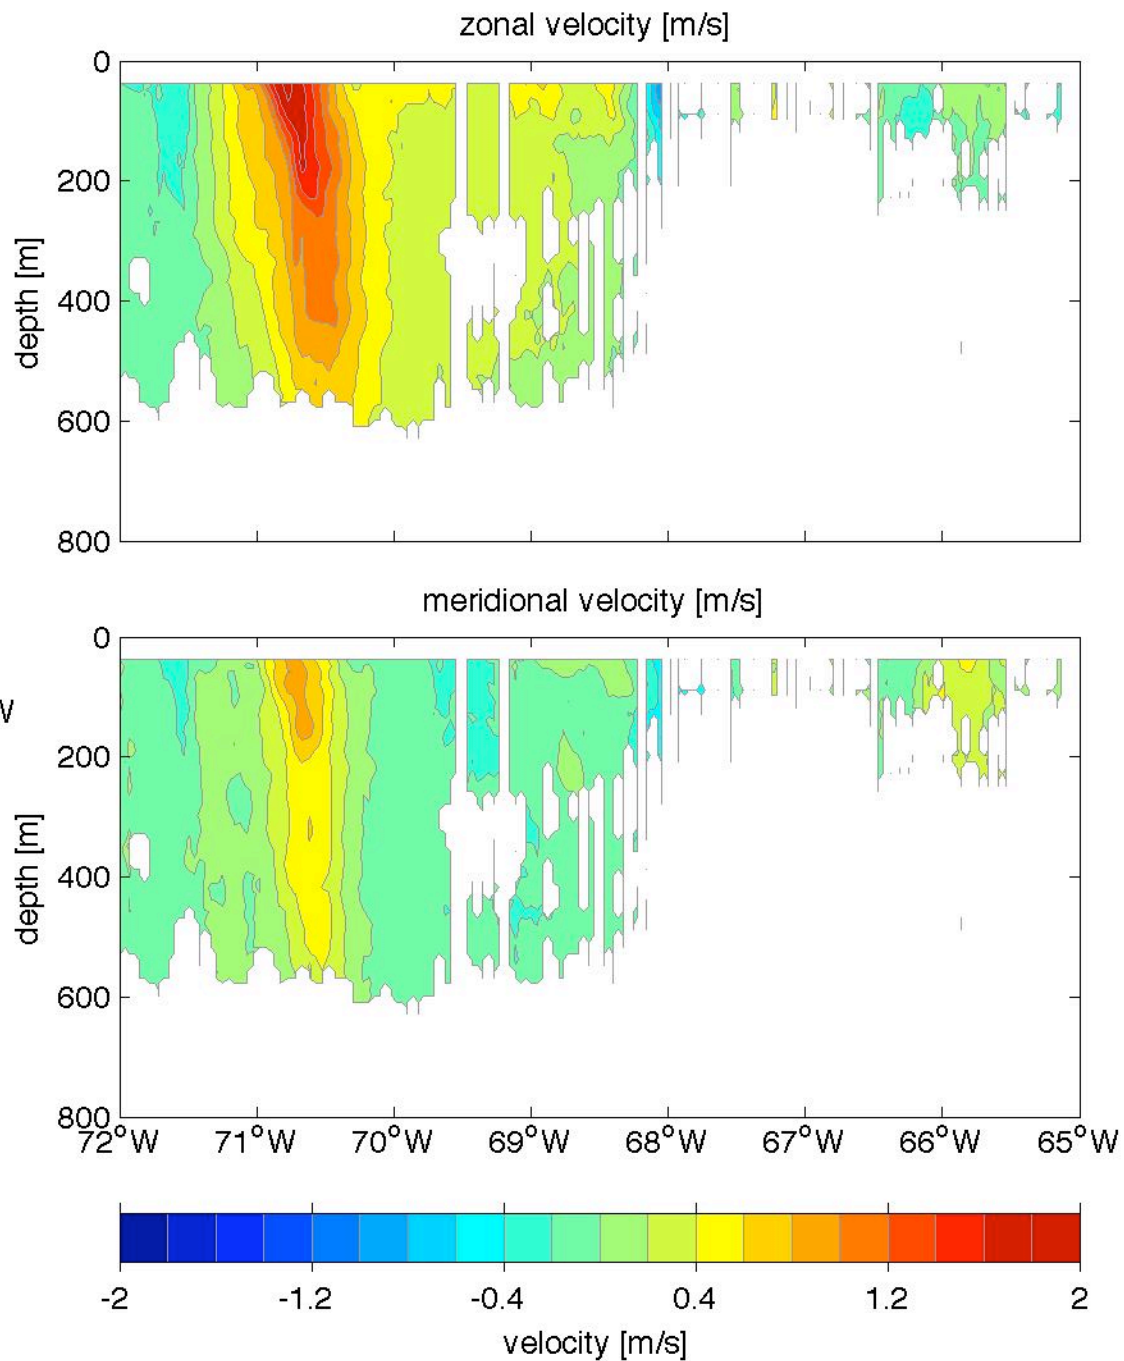 zonal velocity [m/s]
0
200
400
600
800
depth [m]
meridional velocity [m/s]
0
200
400
600
800
depth [m]
W
72°W 71°W 70°W 69°W 68°W 67°W 66°W 65°W
-2 -1.2 -0.4 0.4 1.2 2
velocity [m/s]